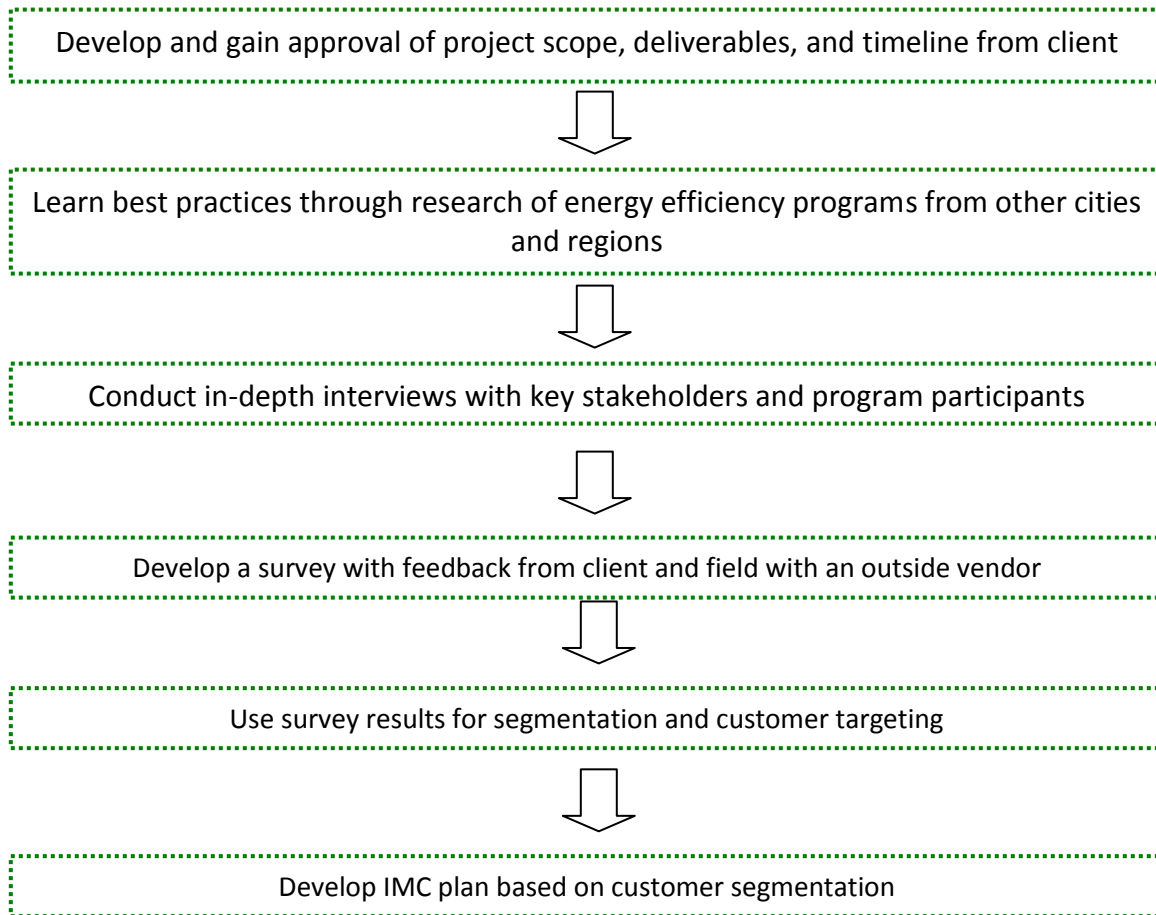 Develop and gain approval of project scope, deliverables, and timeline from client
Learn best practices through research of energy efficiency programs from other cities
and regions
Conduct in-depth interviews with key stakeholders and program participants
Develop a survey with feedback from client and field with an outside vendor
Use survey results for segmentation and customer targeting
Develop IMC plan based on customer segmentation